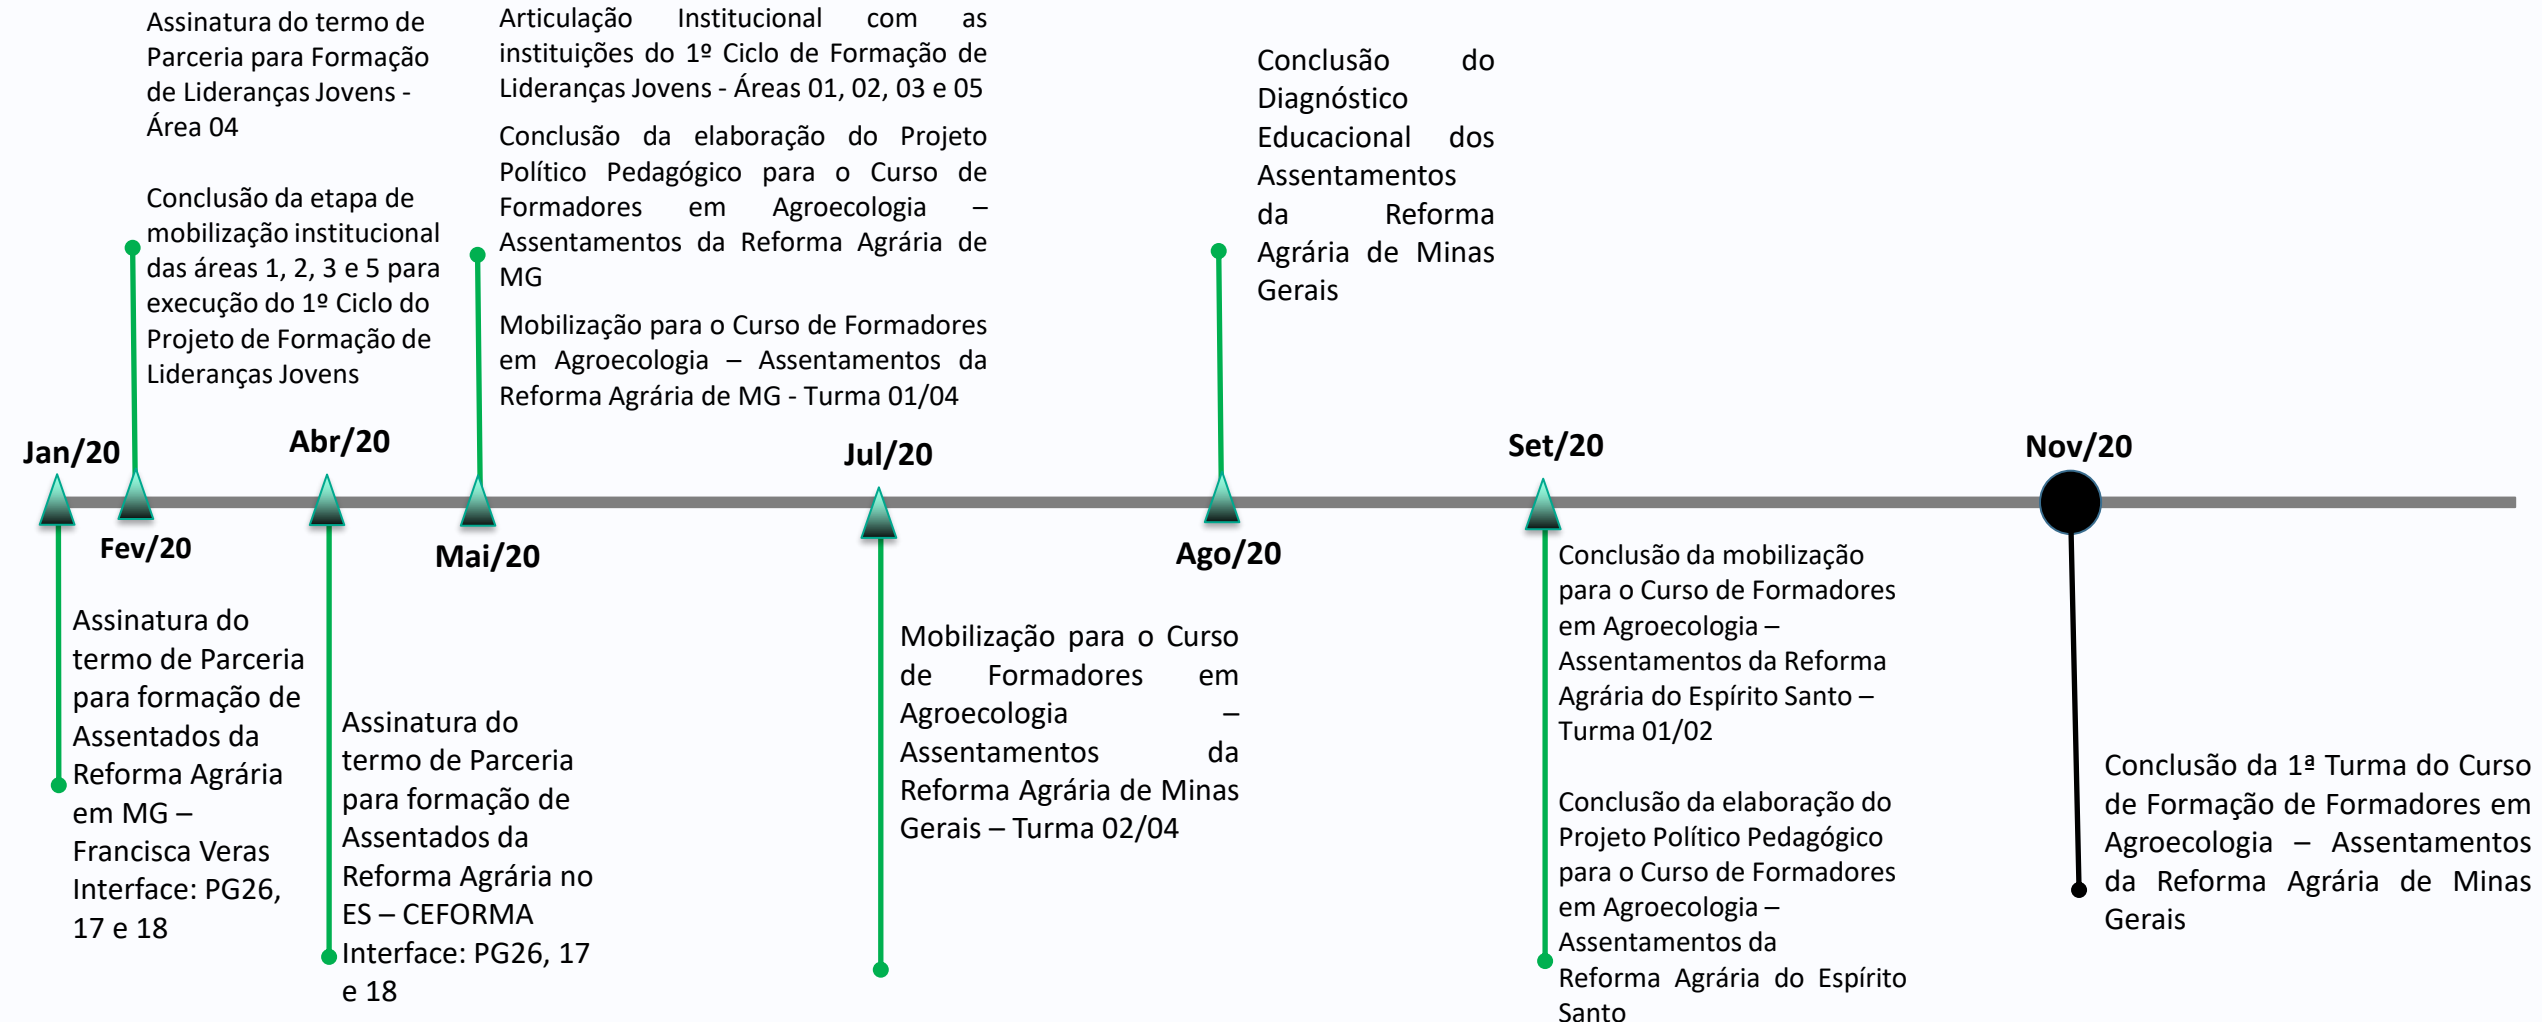 Assinatura do termo de
Parceria para Formação
de Lideranças Jovens -
Área 04
Conclusão da etapa de
mobilização institucional
das áreas 1, 2, 3 e 5 para
execução do 1º Ciclo do
Projeto de Formação de
Lideranças Jovens
Articulação Institucional com as
instituições do 1º Ciclo de Formação de
Lideranças Jovens - Áreas 01, 02, 03 e 05
Conclusão da elaboração do Projeto
Político Pedagógico para o Curso de
Formadores em Agroecologia –
Assentamentos da Reforma Agrária de
MG
Mobilização para o Curso de Formadores
em Agroecologia – Assentamentos da
Reforma Agrária de MG - Turma 01/04
Conclusão do
Diagnóstico
Educacional dos
Assentamentos
da Reforma
Agrária de Minas
Gerais
Jan/20
Fev/20
Abr/20
Mai/20
Jul/20
Ago/20
Set/20
Nov/20
Assinatura do
termo de Parceria
para formação de
Assentados da
Reforma Agrária
em MG –
Francisca Veras
Interface: PG26,
17 e 18
Assinatura do
termo de Parceria
para formação de
Assentados da
Reforma Agrária no
ES – CEFORMA
Interface: PG26, 17
e 18
Mobilização para o Curso
de Formadores em
Agroecologia –
Assentamentos da
Reforma Agrária de Minas
Gerais – Turma 02/04
Conclusão da mobilização
para o Curso de Formadores
em Agroecologia –
Assentamentos da Reforma
Agrária do Espírito Santo –
Turma 01/02
Conclusão da elaboração do
Projeto Político Pedagógico
para o Curso de Formadores
em Agroecologia –
Assentamentos da
Reforma Agrária do Espírito
Santo
Conclusão da 1ª Turma do Curso
de Formação de Formadores em
Agroecologia – Assentamentos
da Reforma Agrária de Minas
Gerais